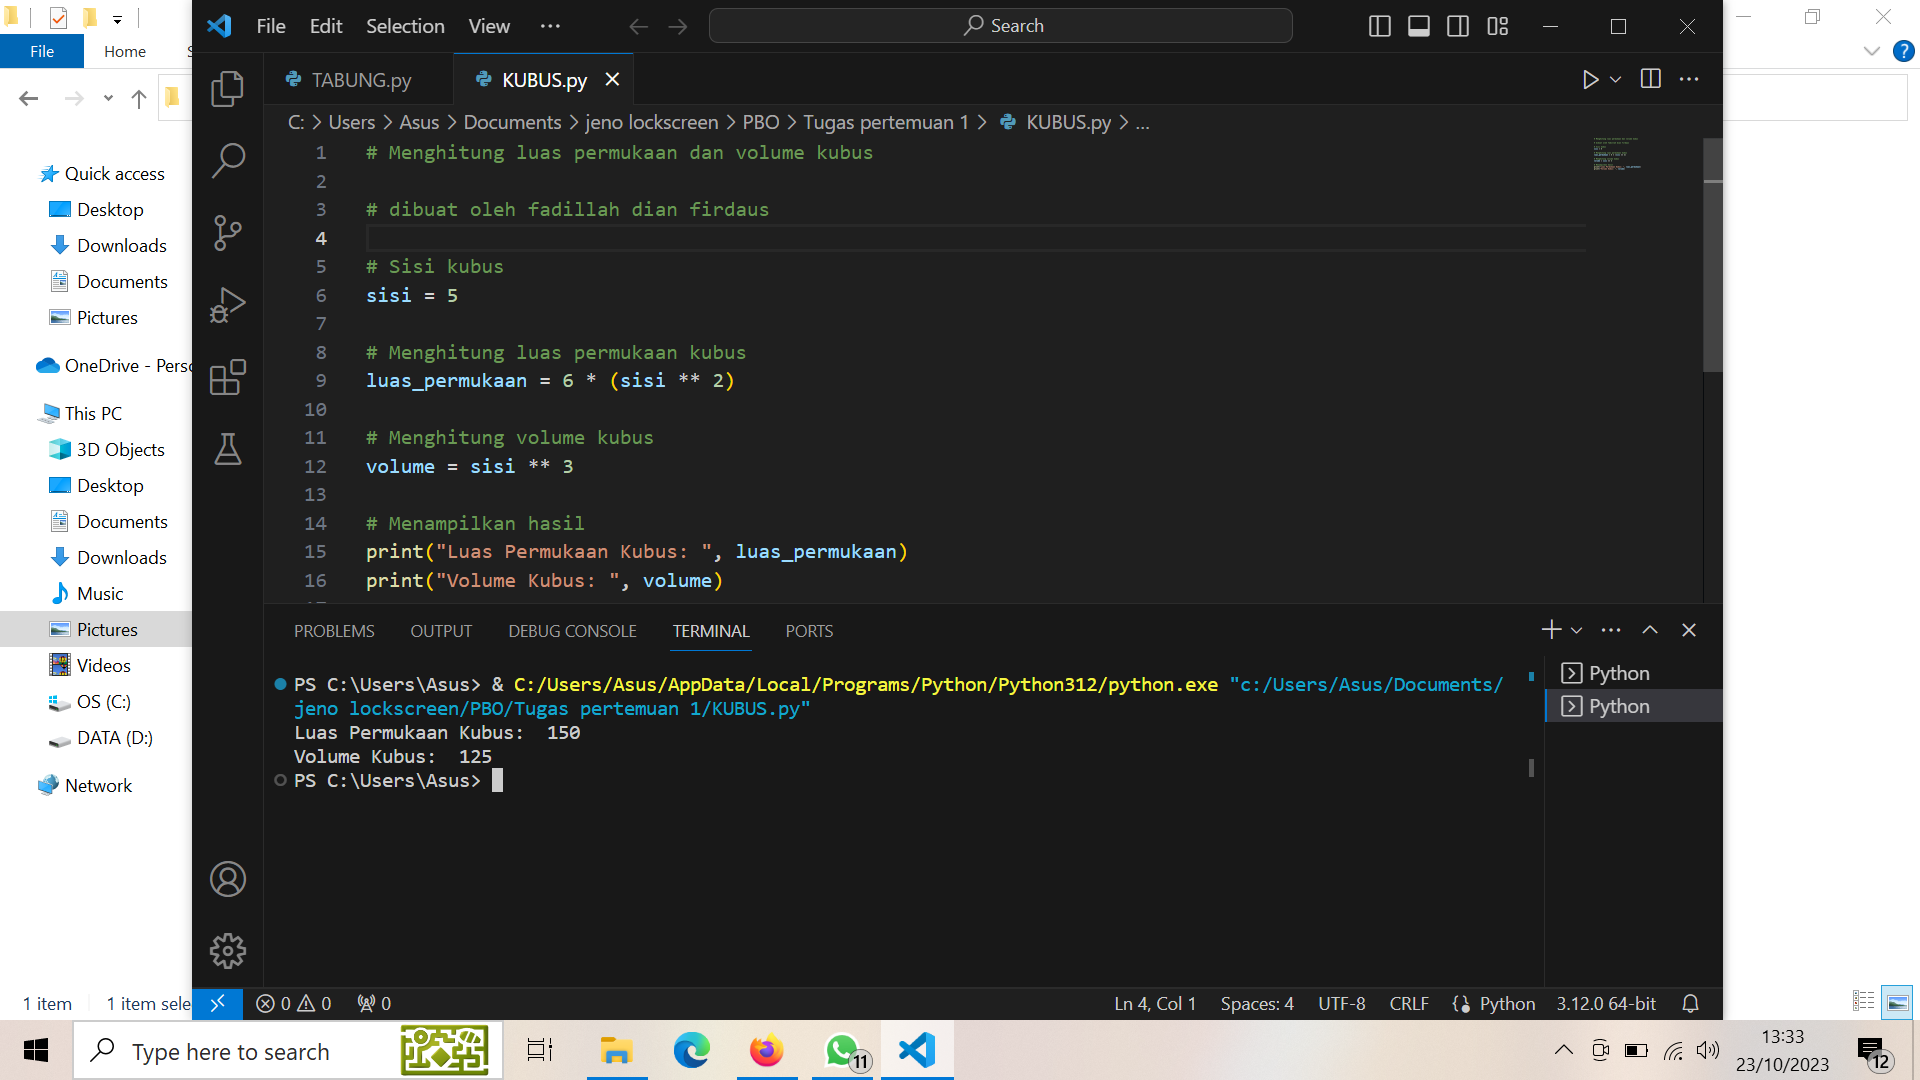 File Edit Selection View ··· Search
File Home
TABUNG.py KUBUS.py
C: > Users > Asus > Documents > jeno lockscreen > PBO > Tugas pertemuan 1 > KUBUS.py > ...
Quick access
Desktop
Downloads
Documents
Pictures
OneDrive - Perso
This PC
3D Objects
Desktop
Documents
Downloads
Music
Pictures
Videos
OS (C:)
DATA (D:)
Network
1 item 1 item sele
1 # Menghitung luas permukaan dan volume kubus
2
3 # dibuat oleh fadillah dian firdaus
4
5 # Sisi kubus
6 sisi = 5
7
8 # Menghitung luas permukaan kubus
9 luas_permukaan = 6 * (sisi ** 2)
10
11 # Menghitung volume kubus
12 volume = sisi ** 3
13
14 # Menampilkan hasil
15 print("Luas Permukaan Kubus: ", luas_permukaan)
16 print("Volume Kubus: ", volume)
PROBLEMS OUTPUT DEBUG CONSOLE TERMINAL PORTS
PS C:\Users\Asus> & C:/Users/Asus/AppData/Local/Programs/Python/Python312/python.exe "c:/Users/Asus/Documents/
jeno lockscreen/PBO/Tugas pertemuan 1/KUBUS.py"
Luas Permukaan Kubus:  150
Volume Kubus:  125
PS C:\Users\Asus>
Python
Python
0 0 0 Ln 4, Col 1 Spaces: 4 UTF-8 CRLF {} Python 3.12.0 64-bit
Type here to search
11
13:33
23/10/2023
12